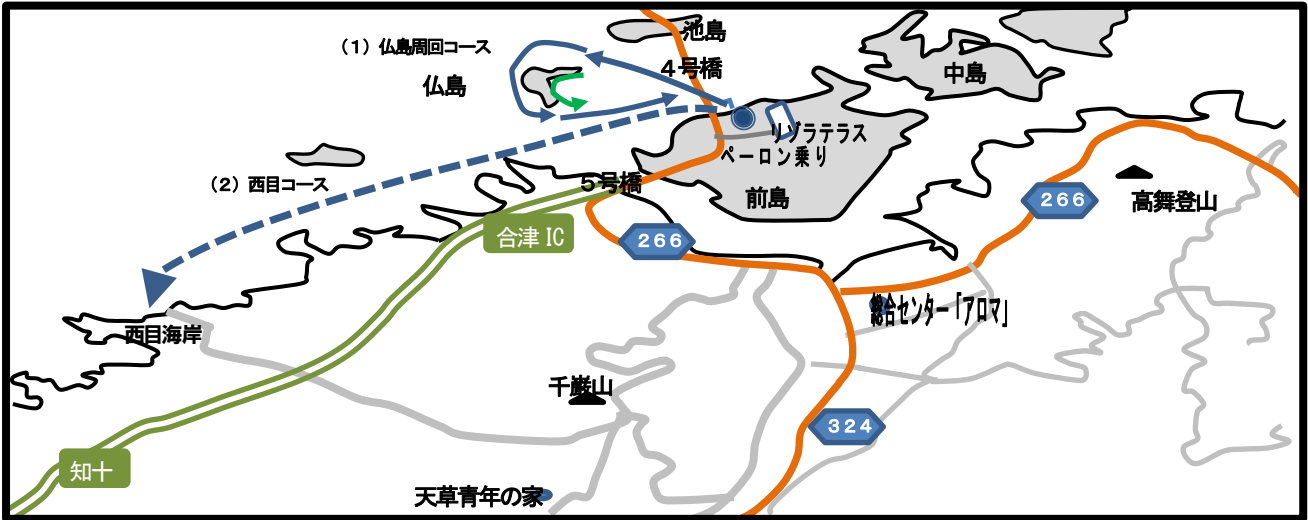 池島
（１）仏島周回コース
４号橋
中島
仏島
リゾラテラス
ペーロン乗り
（２）西目コース
５号橋
前島
266
高舞登山
合津 IC
266
総合センター「アロマ」
西目海岸
千巌山
324
知十
天草青年の家